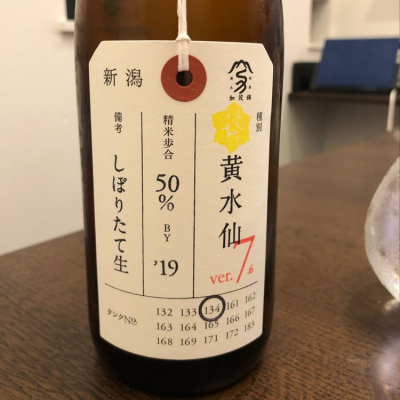 新潟
加茂錦
種別
黄水仙
ver.7.6
精米歩合
50%
BY
'19
備考
しぼりたて生
タンクNo.
132 133 134 161 162
163 164 165 166 167
168 169 171 172 183